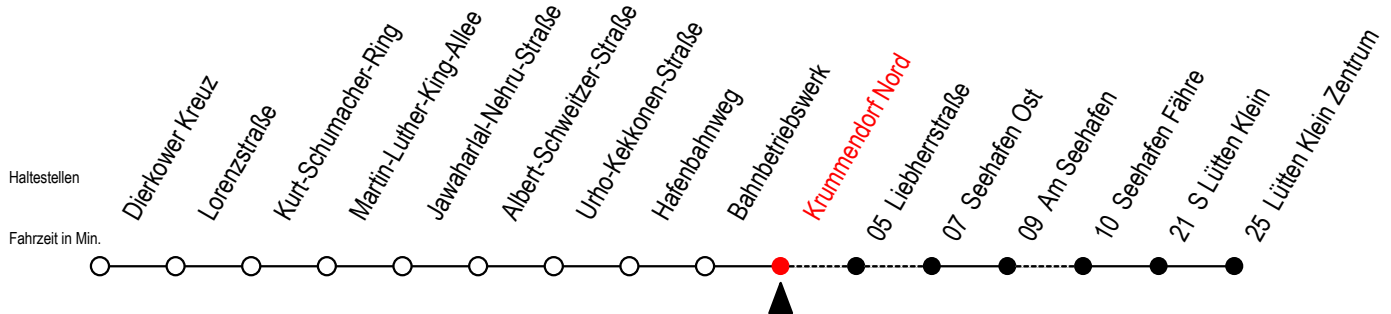 Haltestellen
Fahrzeit in Min.
Dierkower Kreuz
Lorenzstraße
Kurt-Schumacher-Ring
Martin-Luther-King-Allee
Jawaharlal-Nehru-Straße
Albert-Schweitzer-Straße
Urho-Kekkonen-Straße
Hafenbahnweg
Bahnbetriebswerk
Krummendorf Nord
05 Liebherrstraße
07 Seehafen Ost
09 Am Seehafen
10 Seehafen Fähre
21 S Lütten Klein
25 Lütten Klein Zentrum